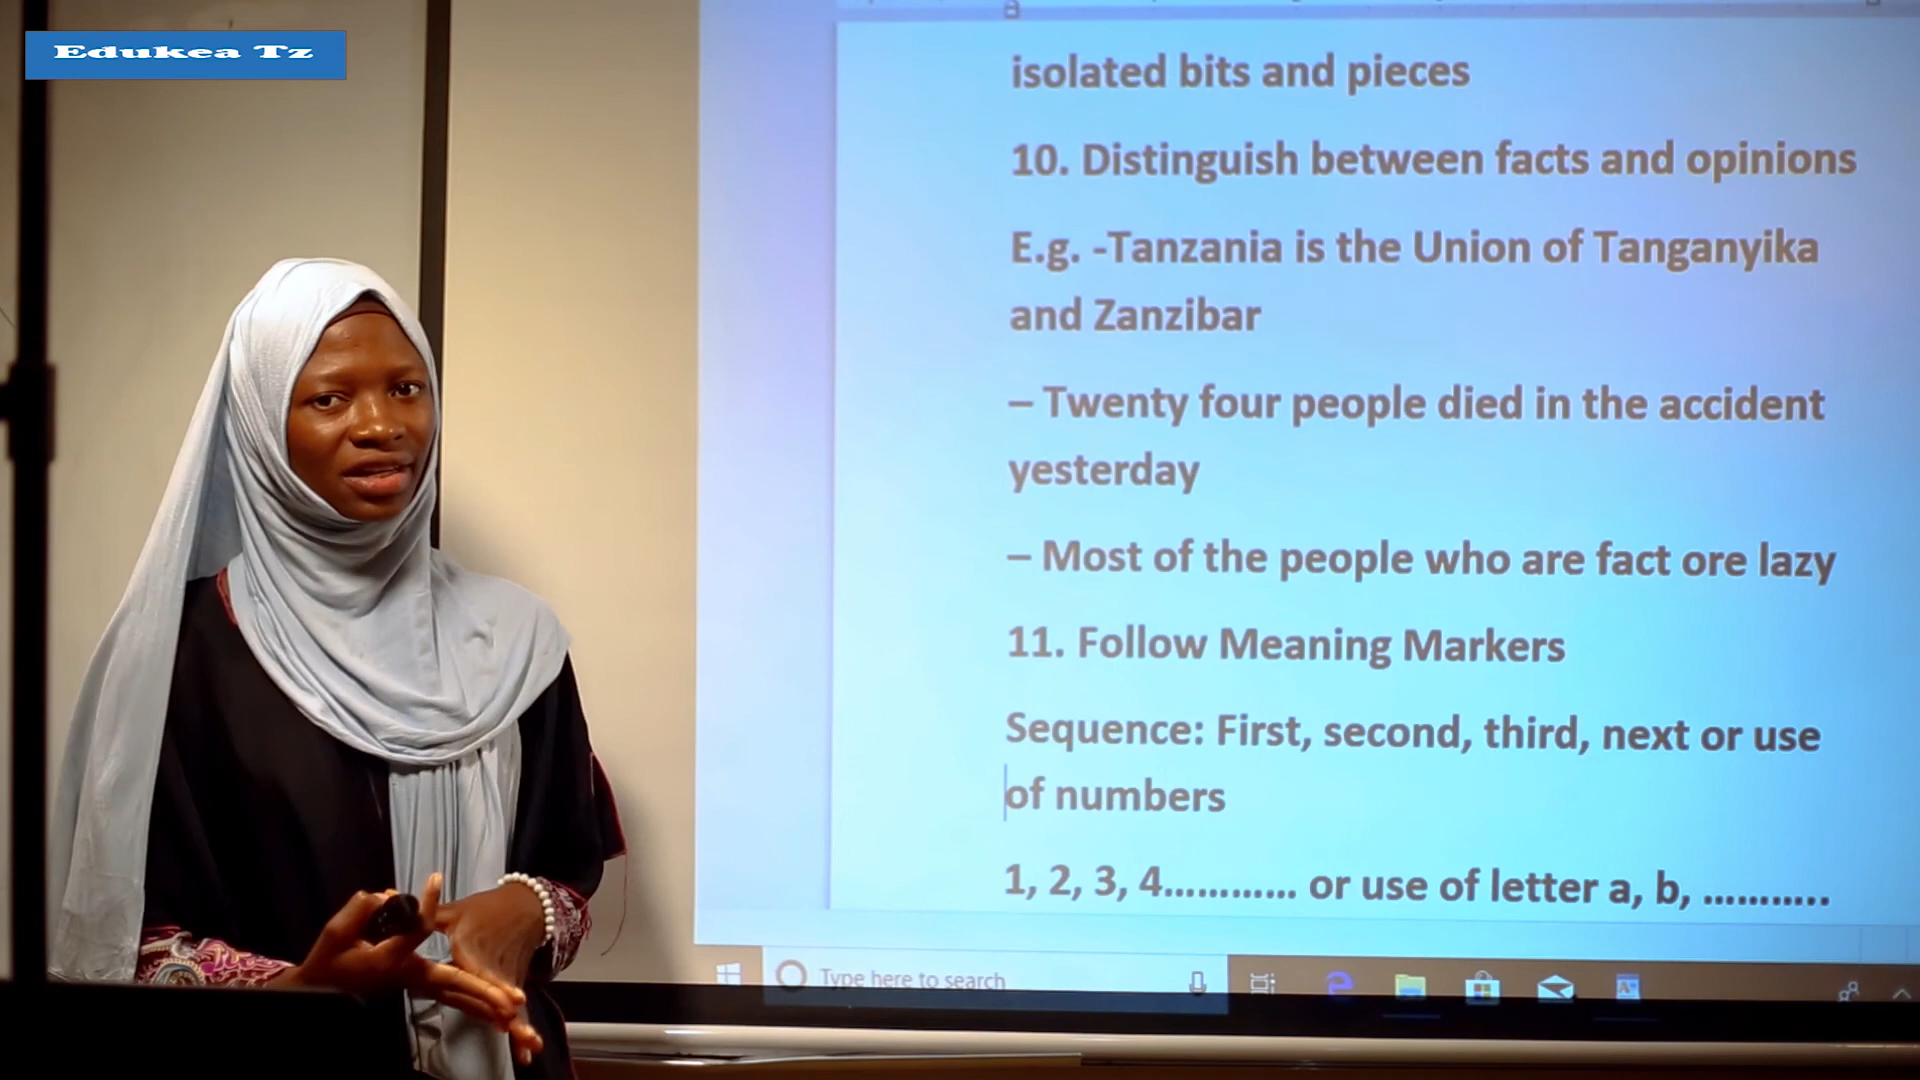 Edukea Tz
isolated bits and pieces
10. Distinguish between facts and opinions
E.g. -Tanzania is the Union of Tanganyika
and Zanzibar
– Twenty four people died in the accident
yesterday
– Most of the people who are fact ore lazy
11. Follow Meaning Markers
Sequence: First, second, third, next or use
of numbers
1, 2, 3, 4………… or use of letter a, b, ………..
Type here to search